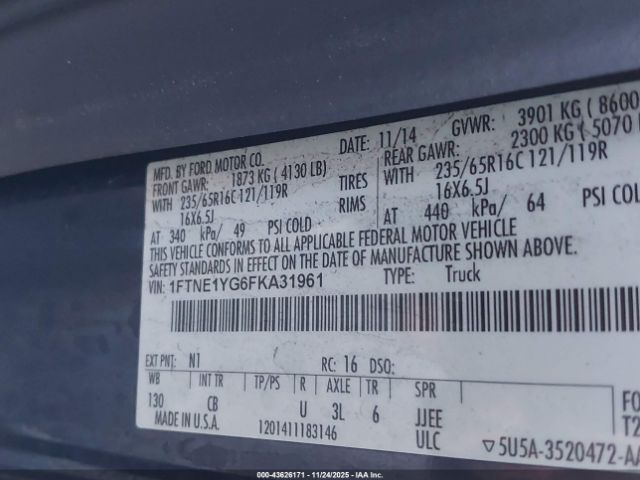 MFD. BY FORD MOTOR CO. DATE: 11/14 GVWR: 3901 KG ( 8600
FRONT GAWR: 1873 KG ( 4130 LB) REAR GAWR: 2300 KG ( 5070
WITH 235/65R16C 121/119R TIRES WITH 235/65R16C 121/119R
16X6.5J RIMS 16X6.5J
AT 340 kPa/ 49 PSI COLD AT 440 kPa/ 64 PSI COLD
THIS VEHICLE CONFORMS TO ALL APPLICABLE FEDERAL MOTOR VEHICLE
SAFETY STANDARDS IN EFFECT ON THE DATE OF MANUFACTURE SHOWN ABOVE.
VIN: 1FTNE1YG6FKA31961 TYPE: Truck
EXT PNT: N1 RC: 16 DSO:
WB INT TR TP/PS R AXLE TR SPR
130 CB U 3L 6 JJEE
MADE IN U.S.A. 1201411183146 ULC ▽5U5A-3520472-AA
FO
T2
000-43626171 - 11/24/2025 - IAA Inc.